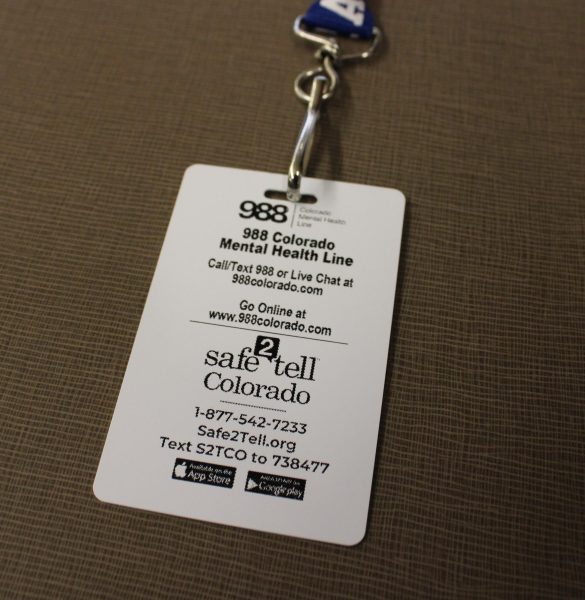 A
988 Colorado
Mental Health
Line
988 Colorado
Mental Health Line
Call/Text 988 or Live Chat at
988colorado.com
Go Online at
www.988colorado.com
safe2tell
Colorado
1-877-542-7233
Safe2Tell.org
Text S2TCO to 738477
Available on the
App Store
Google play